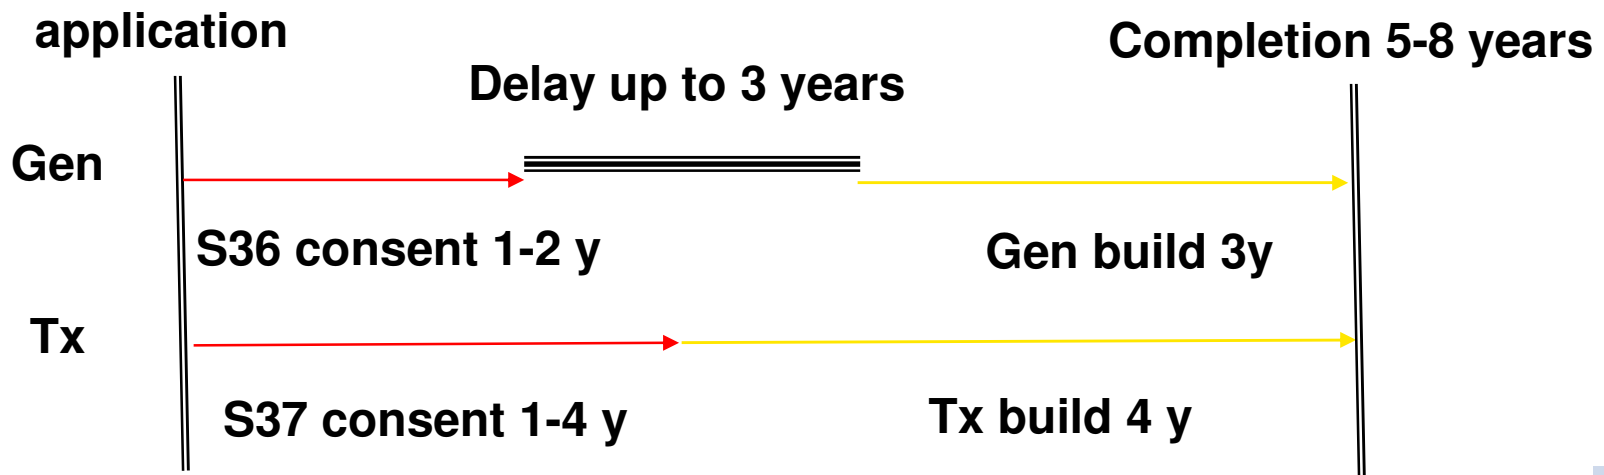 application
Completion 5-8 years
Delay up to 3 years
Gen
S36 consent 1-2 y
Gen build 3y
Tx
S37 consent 1-4 y
Tx build 4 y